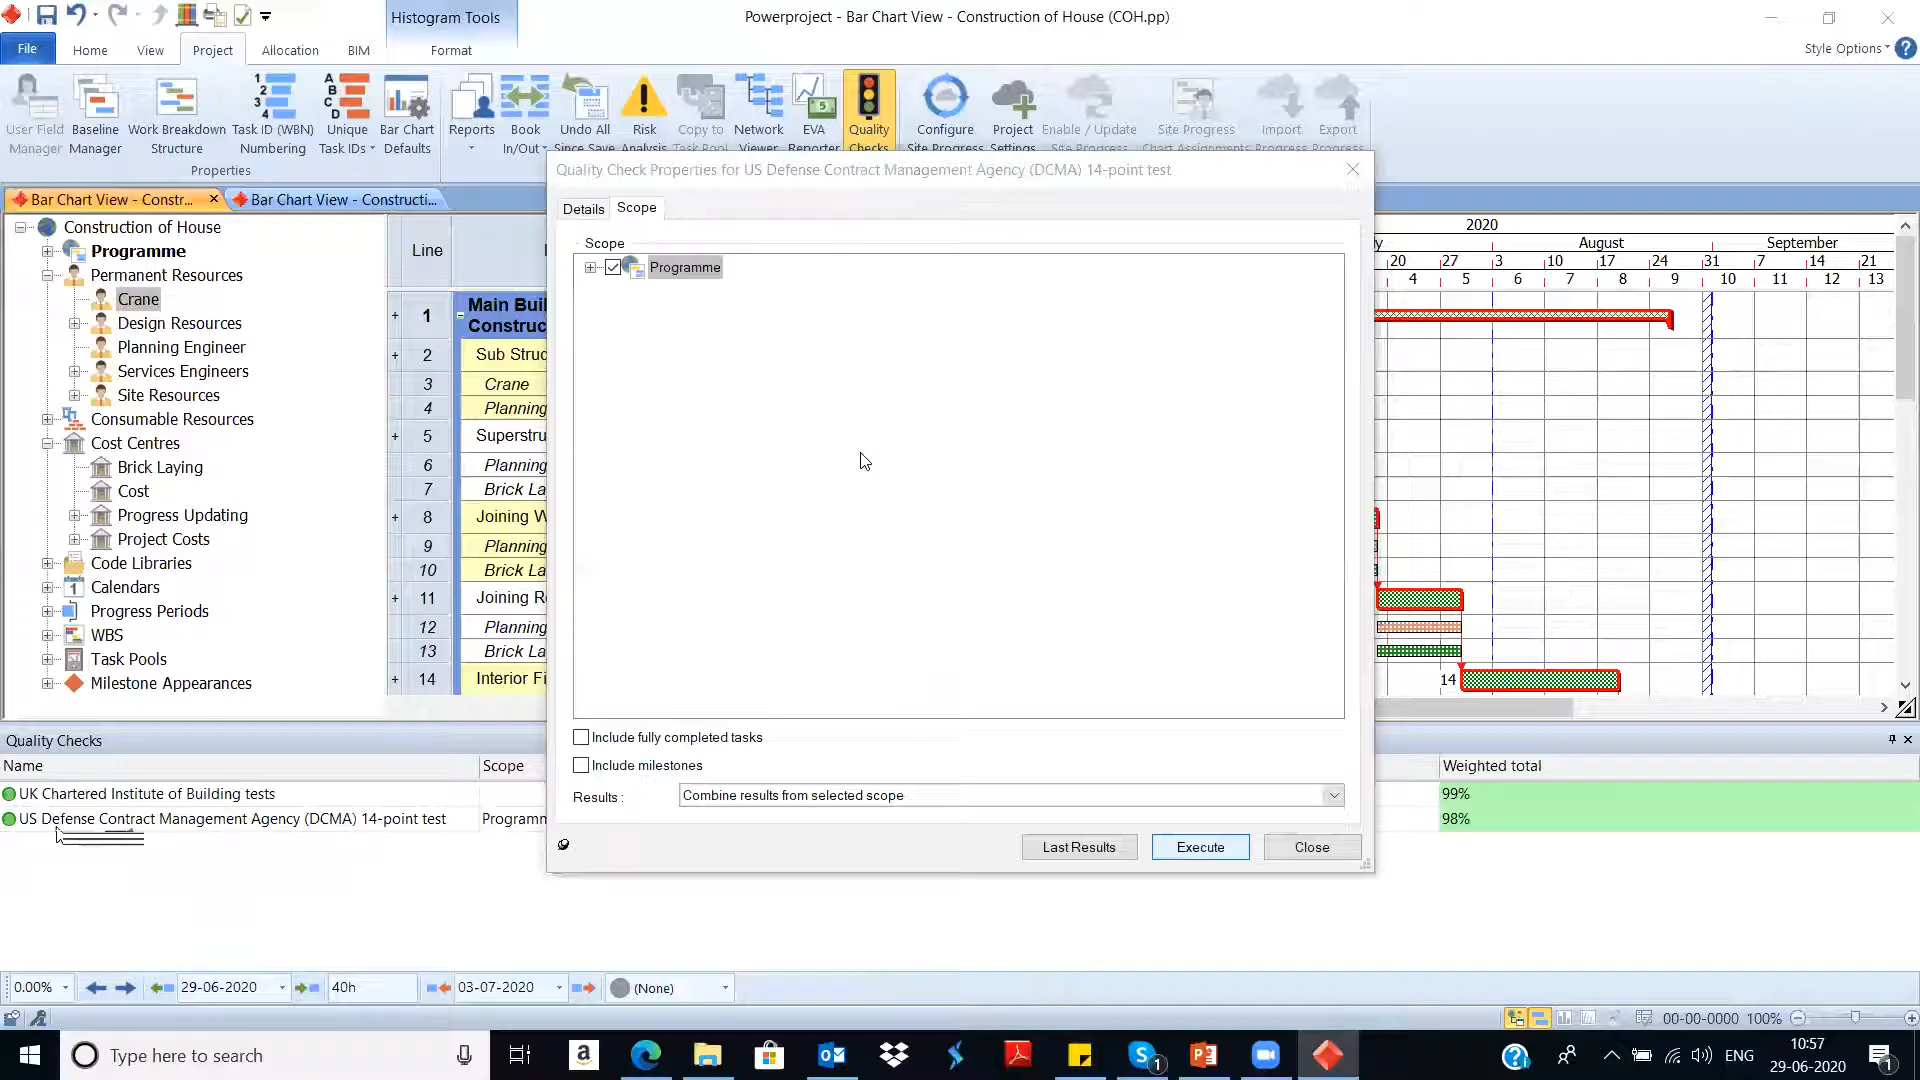 Histogram Tools
Powerproject - Bar Chart View - Construction of House (COH.pp)
File Home View Project Allocation BIM Format
Style Options
User Field Manager
Baseline Manager
Work Breakdown Structure
Task ID (WBN) Numbering
Unique Task IDs
Bar Chart Defaults
Properties
Reports
Book In/Out
Undo All Since Save
Risk Analysis
Copy to Task Pool
Network Viewer
EVA Reporter
Quality Checks
Configure Site Progress
Project Settings
Enable / Update Site Progress
Site Progress Chart Assignments
Import Progress
Export Progress
Bar Chart View - Constr...
Bar Chart View - Constructi...
Construction of House
Programme
Permanent Resources
Crane
Design Resources
Planning Engineer
Services Engineers
Site Resources
Consumable Resources
Cost Centres
Brick Laying
Cost
Progress Updating
Project Costs
Code Libraries
Calendars
Progress Periods
WBS
Task Pools
Milestone Appearances
Line
1 Main Buil
Construc
2 Sub Struc
3 Crane
4 Planning
5 Superstru
6 Planning
7 Brick La
8 Joining W
9 Planning
10 Brick La
11 Joining R
12 Planning
13 Brick La
14 Interior Fi
Quality Check Properties for US Defense Contract Management Agency (DCMA) 14-point test
Details Scope
Scope
Programme
Include fully completed tasks
Include milestones
Results : Combine results from selected scope
Last Results Execute Close
2020
y August September
20 27 3 10 17 24 31 7 14 21
4 5 6 7 8 9 10 11 12 13
14
Quality Checks
Name Scope Weighted total
UK Chartered Institute of Building tests 99%
US Defense Contract Management Agency (DCMA) 14-point test Programm 98%
0.00% 29-06-2020 40h 03-07-2020 (None)
00-00-0000 100%
Type here to search
1
ENG
10:57
29-06-2020
1